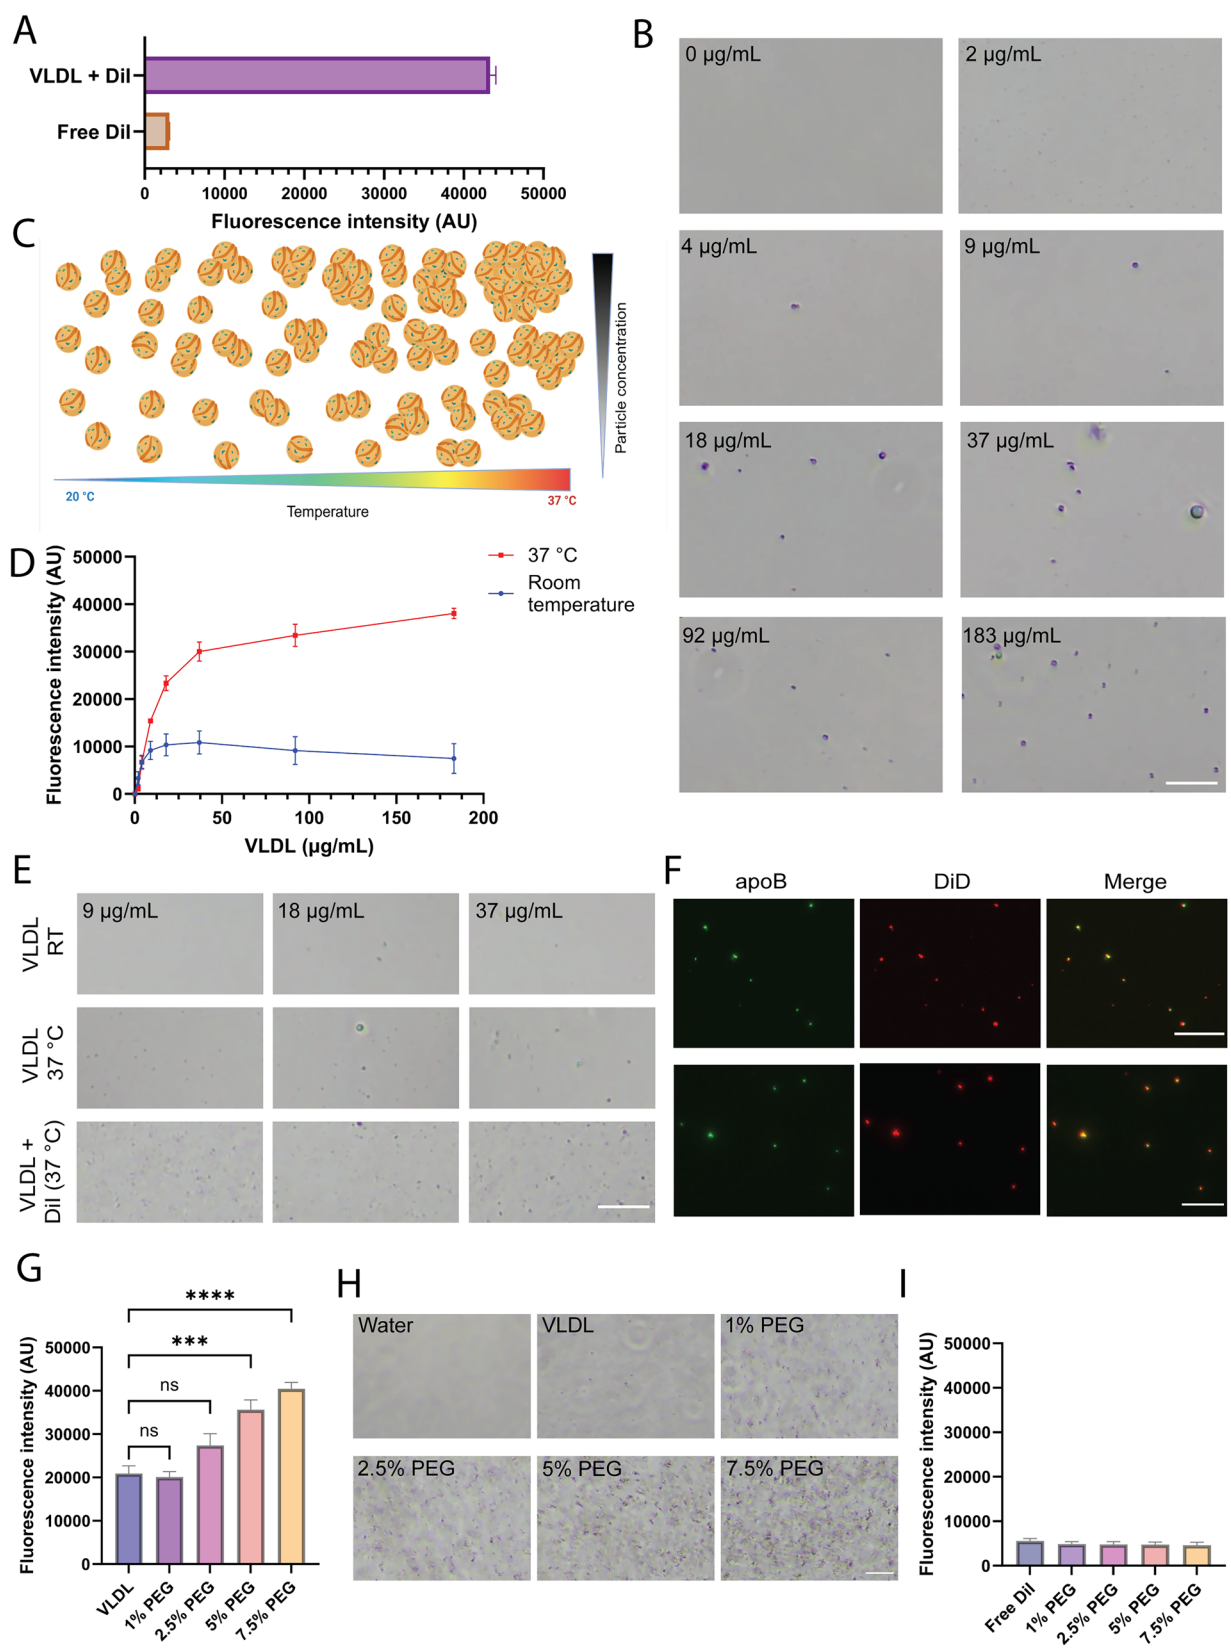 A
VLDL + DiI
Free DiI
0 10000 20000 30000 40000 50000
Fluorescence intensity (AU)
B
0 µg/mL 2 µg/mL
4 µg/mL 9 µg/mL
18 µg/mL 37 µg/mL
92 µg/mL 183 µg/mL
C
Particle concentration
20 °C 37 °C
Temperature
D
Fluorescence intensity (AU)
50000
40000
30000
20000
10000
0
0 50 100 150 200
VLDL (µg/mL)
37 °C
Room
temperature
E
9 µg/mL 18 µg/mL 37 µg/mL
VLDL
RT
VLDL
37 °C
VLDL +
DiI (37 °C)
F
apoB DiD Merge
G
Fluorescence intensity (AU)
50000
40000
30000
20000
10000
0
****
***
ns
ns
VLDL 1% PEG 2.5% PEG 5% PEG 7.5% PEG
H
Water VLDL 1% PEG
2.5% PEG 5% PEG 7.5% PEG
I
Fluorescence intensity (AU)
50000
40000
30000
20000
10000
0
Free DiI 1% PEG 2.5% PEG 5% PEG 7.5% PEG